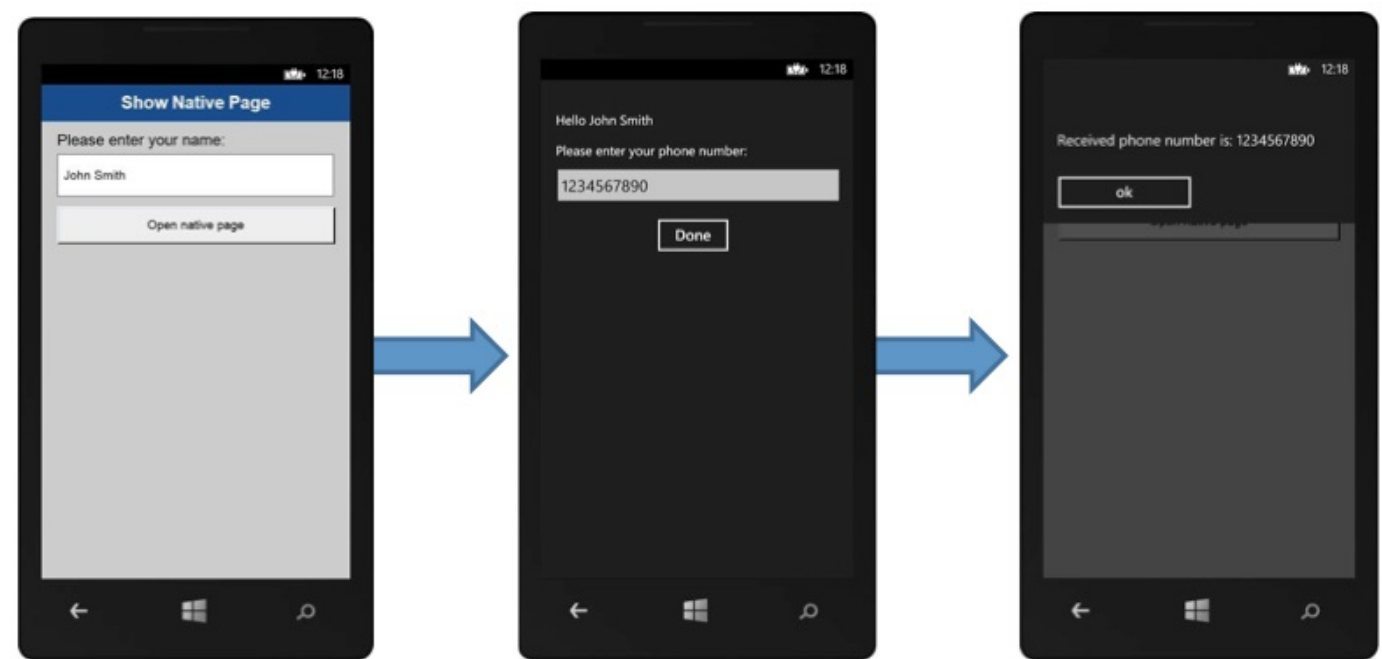 12:18
Show Native Page
Please enter your name:
John Smith
Open native page
12:18
Hello John Smith
Please enter your phone number:
1234567890
Done
12:18
Received phone number is: 1234567890
ok